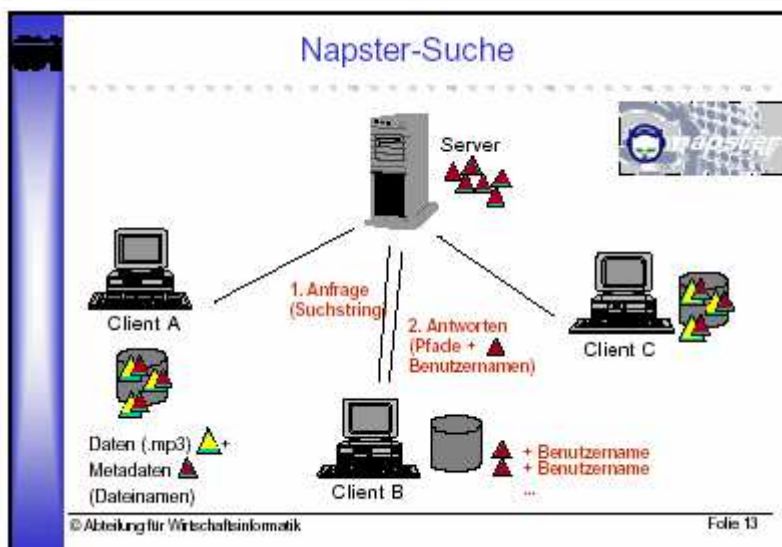 Napster-Suche
Server
napster
1. Anfrage
(Suchstring)
2. Antworten
(Pfade +
Benutzernamen)
Client A
Client C
Daten (.mp3) +
Metadaten
(Dateinamen)
Client B
+ Benutzername
+ Benutzername
...
© Abteilung für Wirtschaftsinformatik
Folie 13